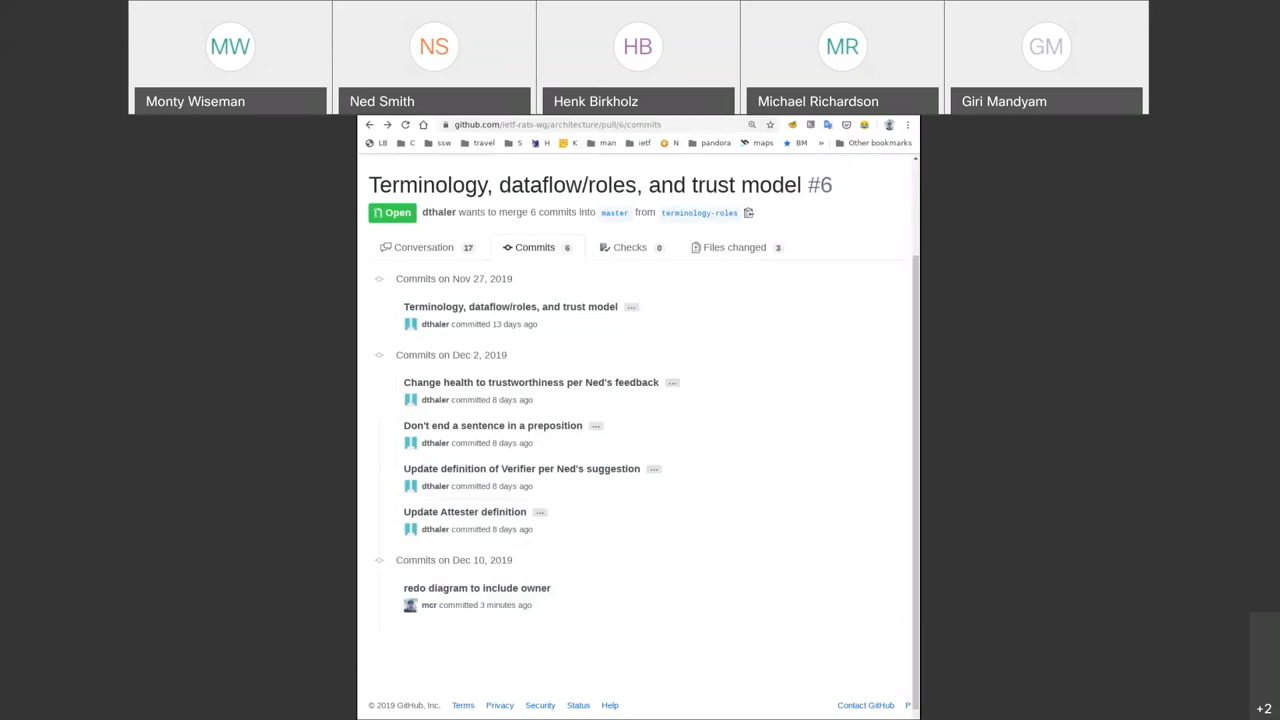 MW
NS
HB
MR
GM
Monty Wiseman
Ned Smith
Henk Birkholz
Michael Richardson
Giri Mandyam
github.com/ietf-rats-wg/architecture/pull/6/commits
LB C ssw travel S H K man ietf N pandora maps BM » Other bookmarks
Terminology, dataflow/roles, and trust model #6
Open dthaler wants to merge 6 commits into master from terminology-roles
Conversation 17 Commits 6 Checks 0 Files changed 3
Commits on Nov 27, 2019
Terminology, dataflow/roles, and trust model ...
dthaler committed 13 days ago
Commits on Dec 2, 2019
Change health to trustworthiness per Ned's feedback ...
dthaler committed 8 days ago
Don't end a sentence in a preposition ...
dthaler committed 8 days ago
Update definition of Verifier per Ned's suggestion ...
dthaler committed 8 days ago
Update Attester definition ...
dthaler committed 8 days ago
Commits on Dec 10, 2019
redo diagram to include owner
mcr committed 3 minutes ago
© 2019 GitHub, Inc. Terms Privacy Security Status Help Contact GitHub P
+2